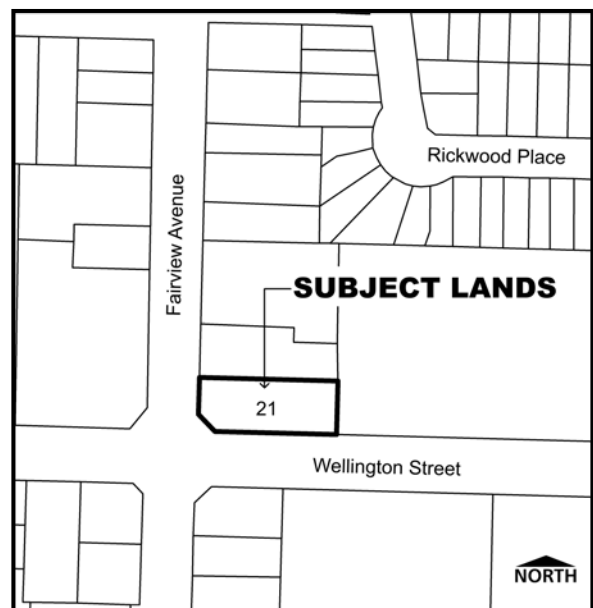 Rickwood Place
Fairview Avenue
SUBJECT LANDS
21
Wellington Street
NORTH